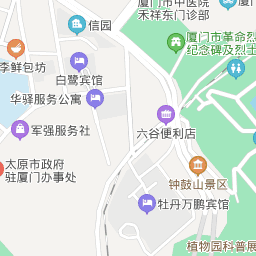 厦门市中医院
禾祥东门诊部
信园
厦门市革命烈
纪念碑及烈士
李鲜包坊
白鹭宾馆
华驿服务公寓
军强服务社
六谷便利店
太原市政府
驻厦门办事处
钟鼓山景区
牡丹万鹏宾馆
植物园科普展